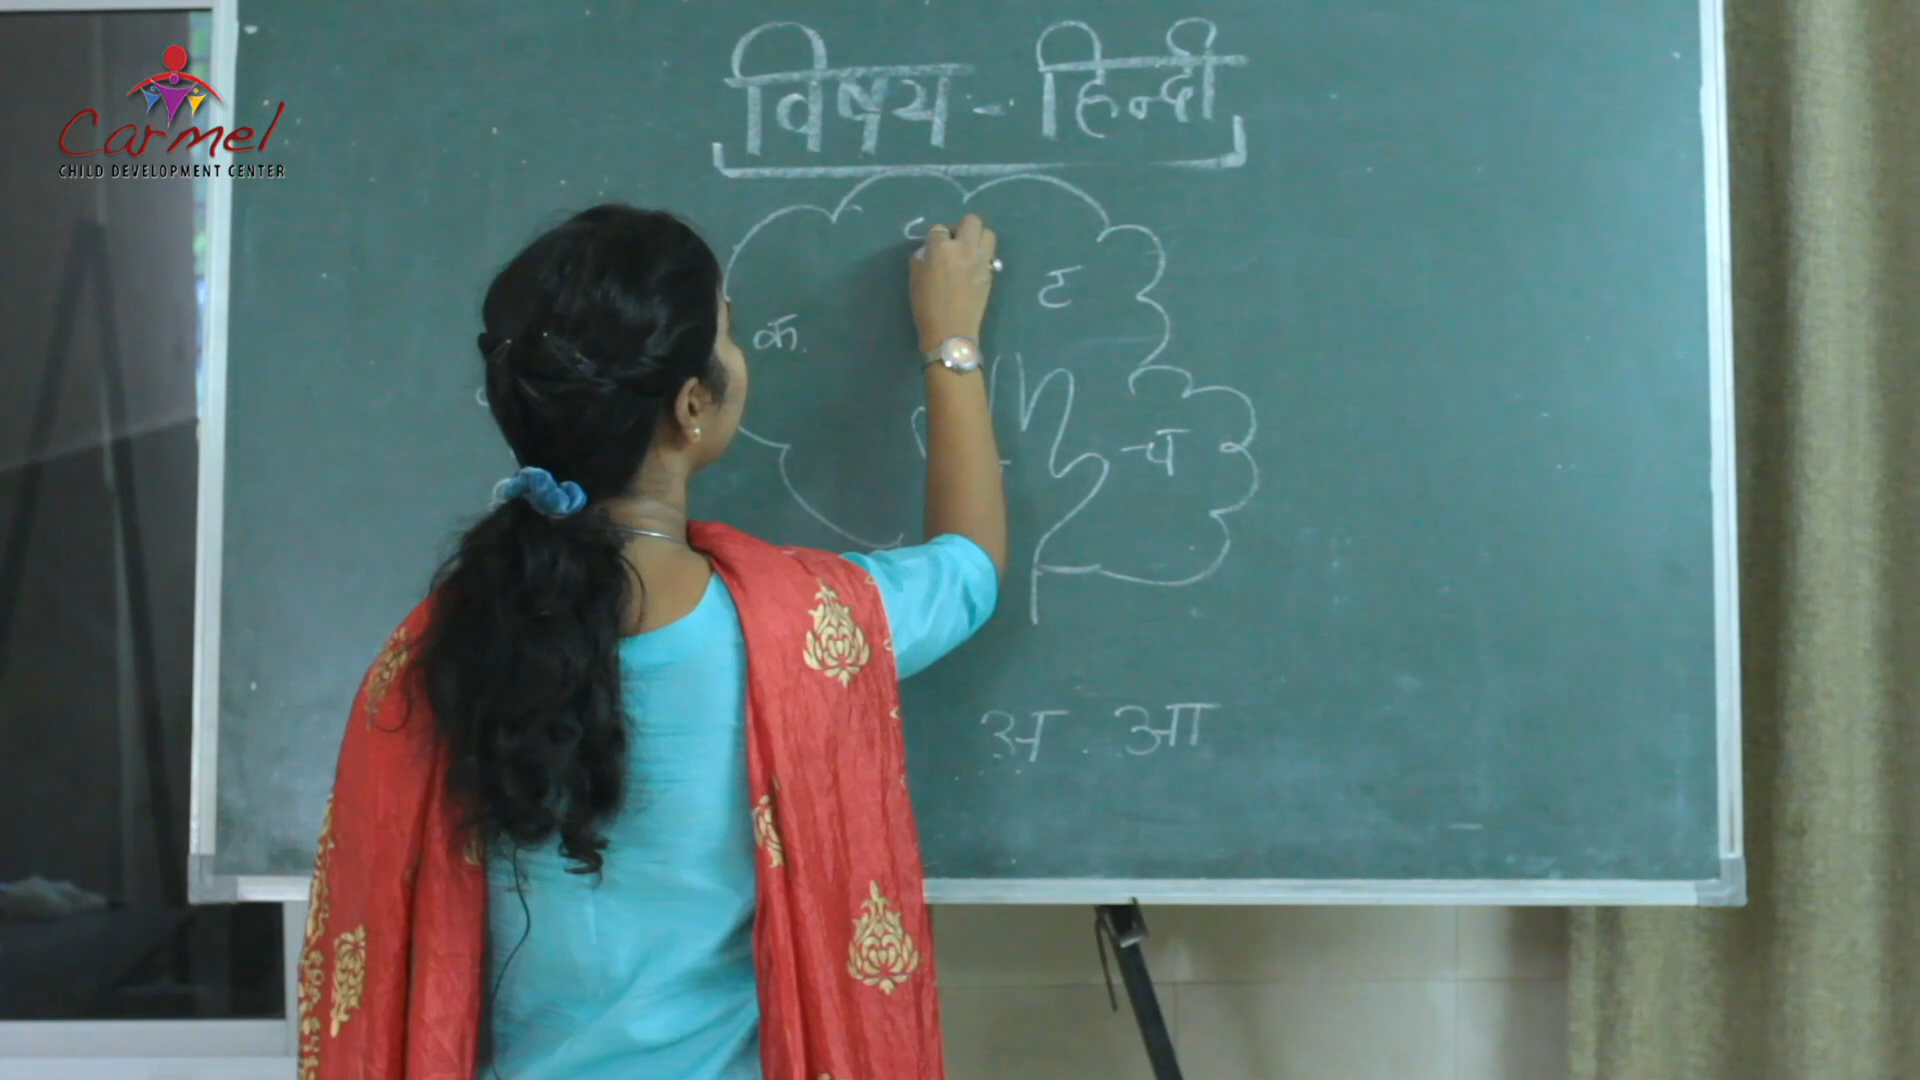 Carmel
CHILD DEVELOPMENT CENTER
विषय - हिन्दी
ट
क
च
अ . आ